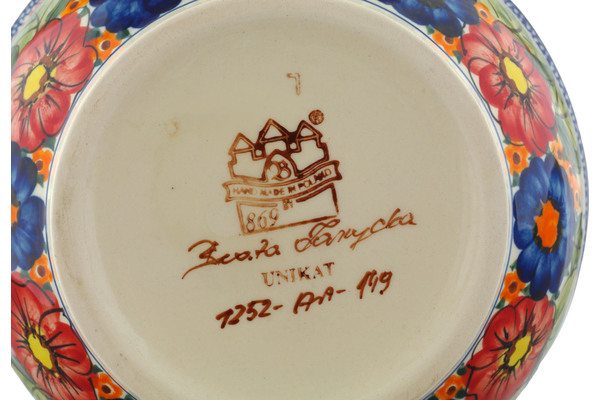 ®
HAND MADE IN POLAND
869
UNIKAT
1252-AA-149